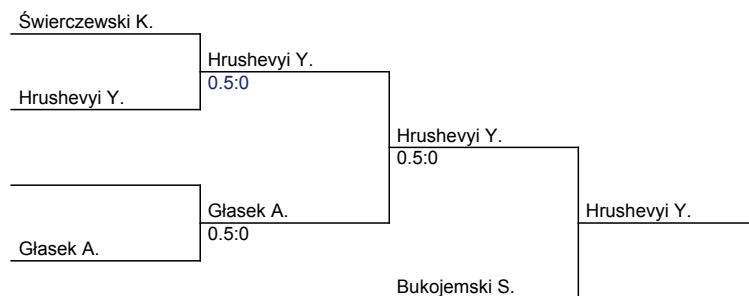 Świerczewski K.
Hrushevyi Y.
0.5:0
Hrushevyi Y.
Hrushevyi Y.
0.5:0
Głasek A.
0.5:0
Hrushevyi Y.
Głasek A.
Bukojemski S.